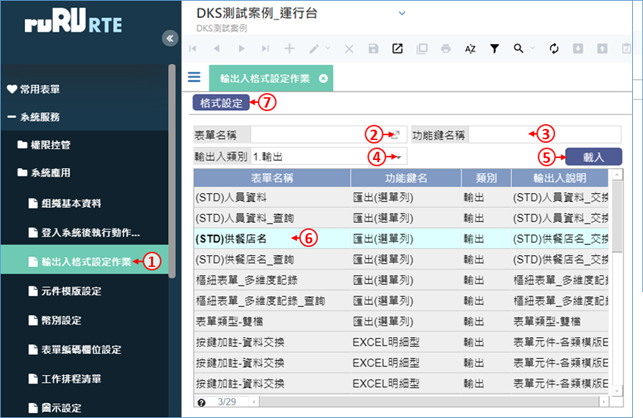 ruRU RTE
DKS測試案例_運行台
DKS測試案例
常用表單
系統服務
權限控管
系統應用
組織基本資料
登入系統後執行動作...
輸出入格式設定作業 ①
元件模版設定
幣別設定
表單編碼欄位設定
工作排程清單
圖示設定
輸出入格式設定作業
格式設定 ⑦
表單名稱 ② 功能鍵名稱 ③
輸出入類別 1.輸出 ④ ⑤ 載入
表單名稱 功能鍵名 類別 輸出入說明
(STD)人員資料 匯出(選單列) 輸出 (STD)人員資料_交換
(STD)人員資料_查詢 匯出(選單列) 輸出 (STD)人員資料_交換
(STD)供餐店名 ⑥ 匯出(選單列) 輸出 (STD)供餐店名_交換
(STD)供餐店名_查詢 匯出(選單列) 輸出 (STD)供餐店名_交換
樞紐表單_多維度記錄 匯出(選單列) 輸出 樞紐表單_多維度記錄
樞紐表單_多維度記錄_查詢 匯出(選單列) 輸出 樞紐表單_多維度記錄
表單類型-雙檔 匯出(選單列) 輸出 表單類型-雙檔
按鍵加註-資料交換 EXCEL明細型 輸出 表單元件-各類模版E
按鍵加註-資料交換 EXCEL明細型 輸出 表單元件-各類模版E
按鍵加註-資料交換 EXCEL明細型 輸出 表單元件-各類模版E
3/29